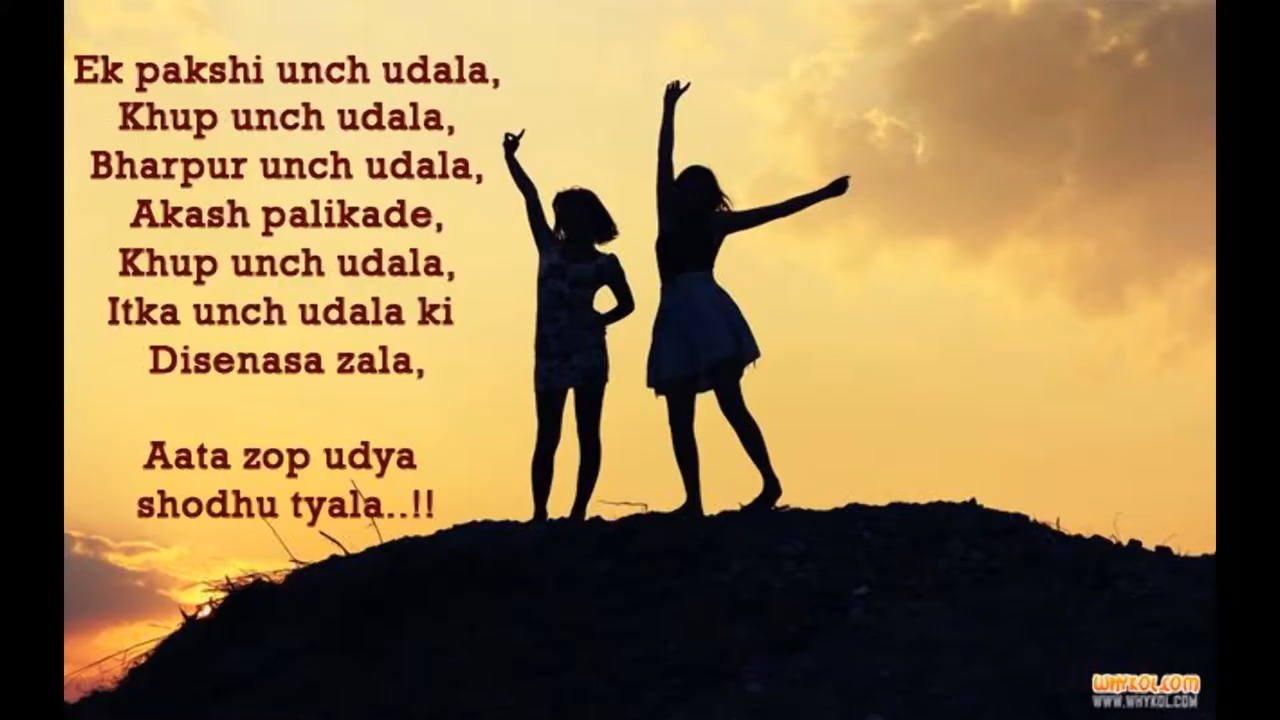 Ek pakshi unch udala,
Khup unch udala,
Bharpur unch udala,
Akash palikade,
Khup unch udala,
Itka unch udala ki
Disenasa zala,
Aata zop udya
shodhu tyala..!!
WHYKOL.COM
WWW.WHYKOL.COM